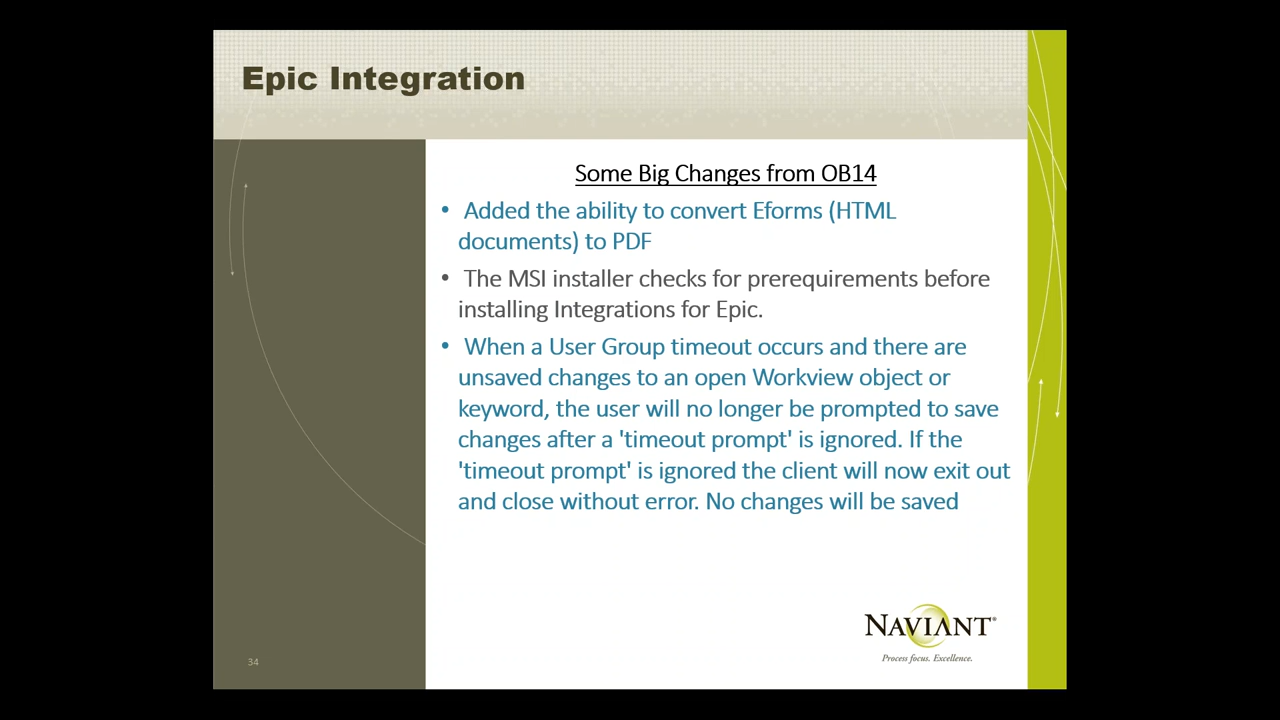 Epic Integration
Some Big Changes from OB14
• Added the ability to convert Eforms (HTML
documents) to PDF
• The MSI installer checks for prerequirements before
installing Integrations for Epic.
• When a User Group timeout occurs and there are
unsaved changes to an open Workview object or
keyword, the user will no longer be prompted to save
changes after a 'timeout prompt' is ignored. If the
'timeout prompt' is ignored the client will now exit out
and close without error. No changes will be saved
NAVIANT®
Process focus. Excellence.
34